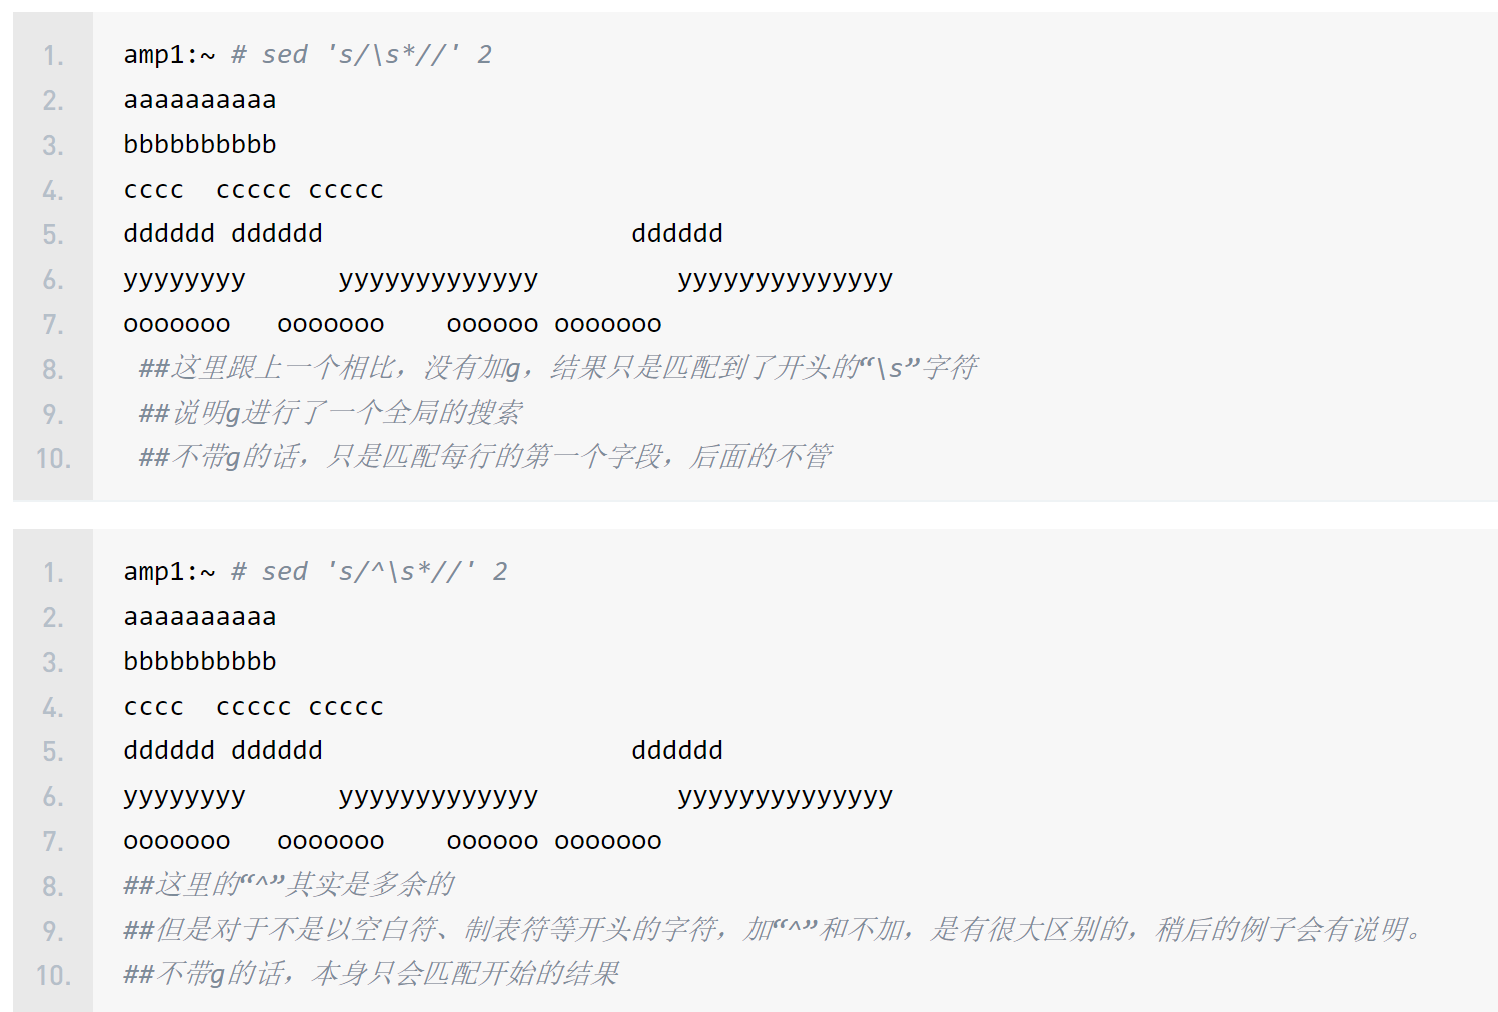 1. amp1:~ # sed 's/\s*//' 2
2. aaaaaaaaaa
3. bbbbbbbbbb
4. cccc  ccccc ccccc
5. dddddd dddddd                    dddddd
6. yyyyyyyy      yyyyyyyyyyyyy         yyyyyyyyyyyyyy
7. ooooooo   ooooooo    oooooo ooooooo
8.  ##这里跟上一个相比，没有加g，结果只是匹配到了开头的“\s”字符
9.  ##说明g进行了一个全局的搜索
10.  ##不带g的话，只是匹配每行的第一个字段，后面的不管
1. amp1:~ # sed 's/^\s*//' 2
2. aaaaaaaaaa
3. bbbbbbbbbb
4. cccc  ccccc ccccc
5. dddddd dddddd                    dddddd
6. yyyyyyyy      yyyyyyyyyyyyy         yyyyyyyyyyyyyy
7. ooooooo   ooooooo    oooooo ooooooo
8. ##这里的“^”其实是多余的
9. ##但是对于不是以空白符、制表符等开头的字符，加“^”和不加，是有很大区别的，稍后的例子会有说明。
10. ##不带g的话，本身只会匹配开始的结果